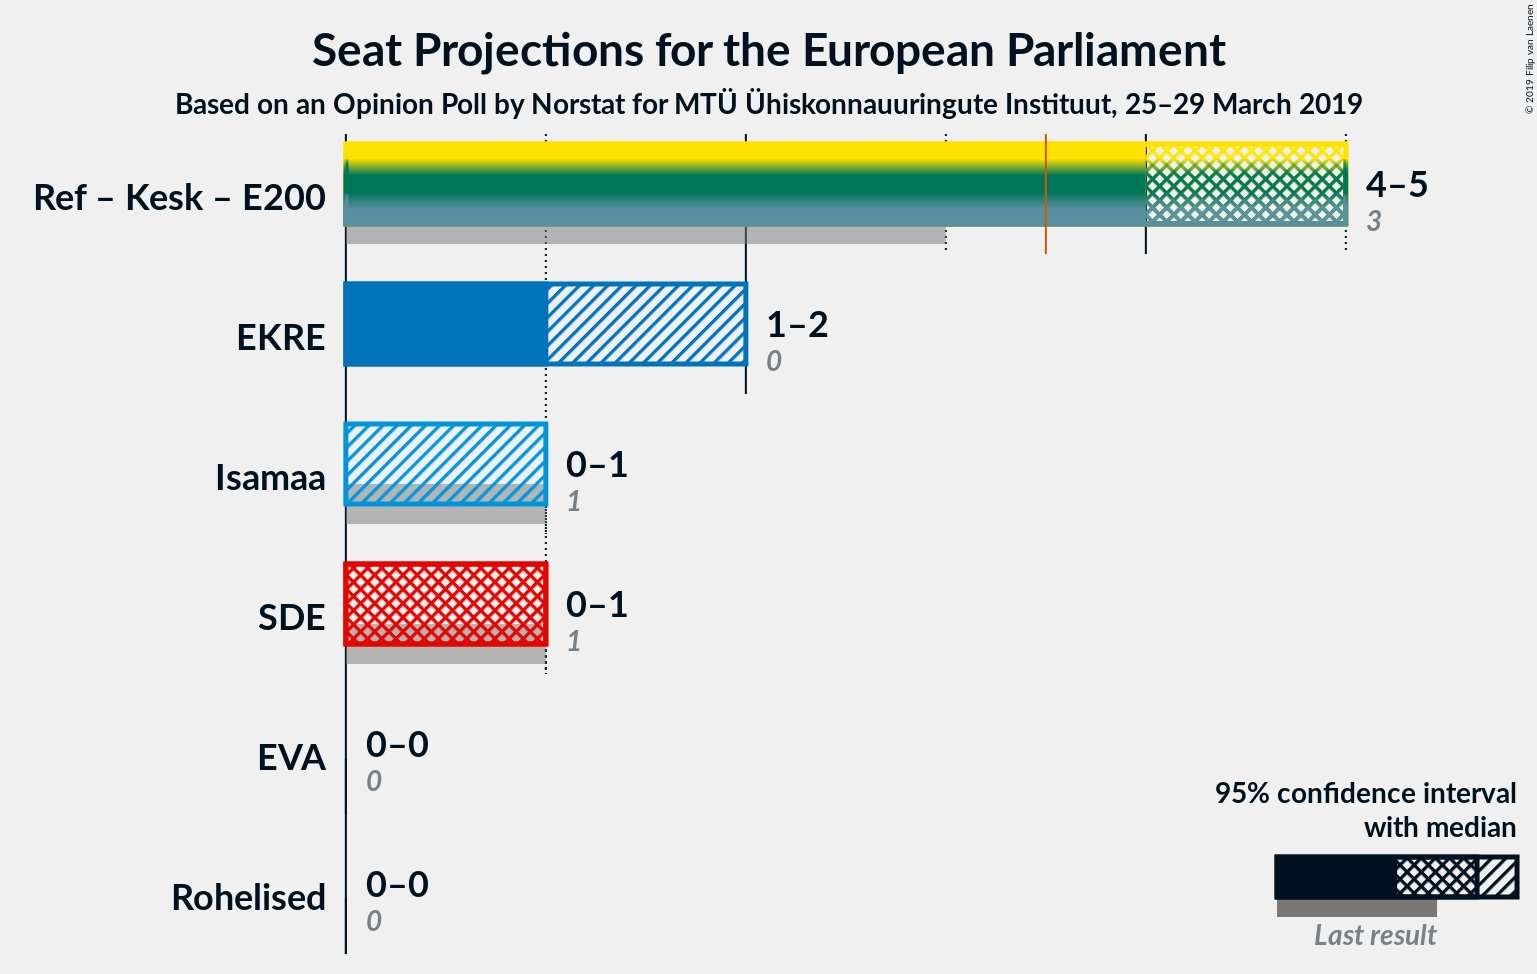 Seat Projections for the European Parliament
Based on an Opinion Poll by Norstat for MTÜ Ühiskonnauuringute Instituut, 25–29 March 2019
© 2019 Filip van Laenen
Ref – Kesk – E200
4–5
3
EKRE
1–2
0
Isamaa
0–1
1
SDE
0–1
1
EVA
0–0
0
Rohelised
0–0
0
95% confidence interval
with median
Last result